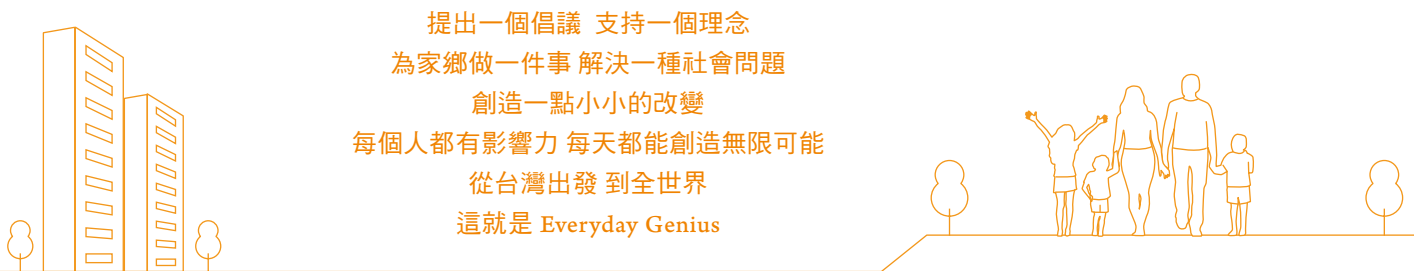 提出一個倡議 支持一個理念
為家鄉做一件事 解決一種社會問題
創造一點小小的改變
每個人都有影響力 每天都能創造無限可能
從台灣出發 到全世界
這就是 Everyday Genius